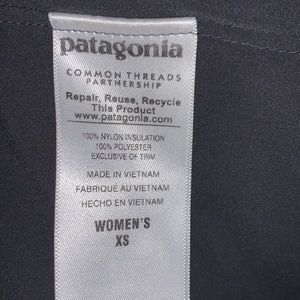 patagonia
COMMON THREADS
PARTNERSHIP
Repair, Reuse, Recycle
This Product
www.patagonia.com
100% NYLON INSULATION
100% POLYESTER
EXCLUSIVE OF TRIM
MADE IN VIETNAM
FABRIQUÉ AU VIETNAM
HECHO EN VIETNAM
WOMEN'S
XS